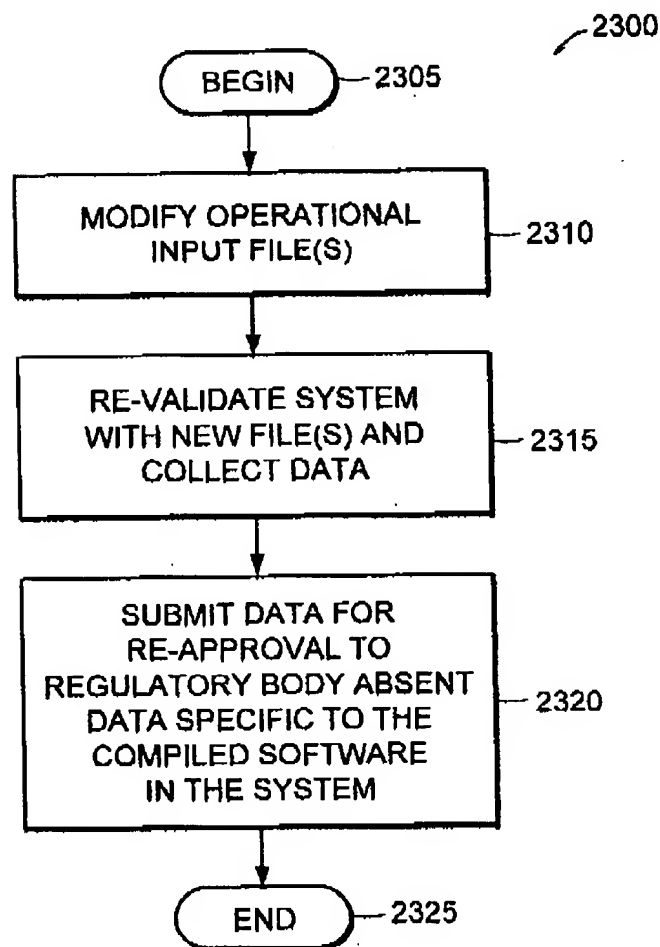 2300
BEGIN
2305
MODIFY OPERATIONAL
INPUT FILE(S)
2310
RE-VALIDATE SYSTEM
WITH NEW FILE(S) AND
COLLECT DATA
2315
SUBMIT DATA FOR
RE-APPROVAL TO
REGULATORY BODY ABSENT
DATA SPECIFIC TO THE
COMPILED SOFTWARE
IN THE SYSTEM
2320
END
2325